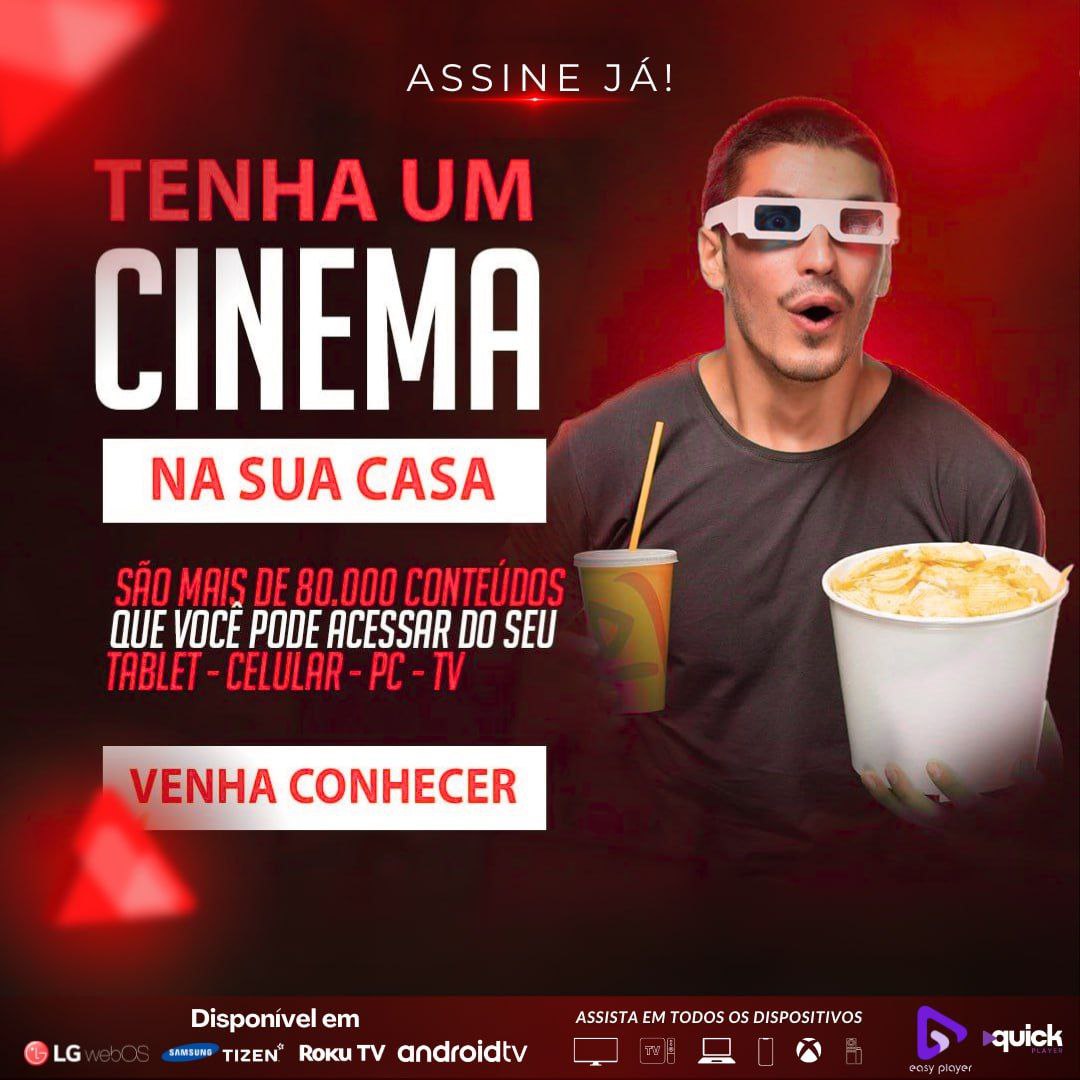 ASSINE JÁ!
TENHA UM
CINEMA
NA SUA CASA
SÃO MAIS DE 80.000 CONTEÚDOS
QUE VOCÊ PODE ACESSAR DO SEU
TABLET - CELULAR - PC - TV
VENHA CONHECER
Disponível em
LG webOS SAMSUNG TIZEN ROKU TV androidtv
ASSISTA EM TODOS OS DISPOSITIVOS
TV
easy player
quick
PLAYER